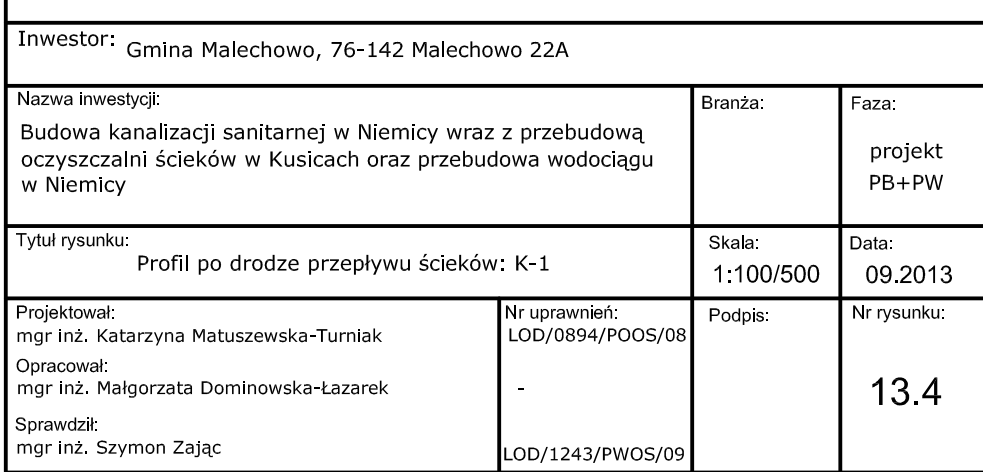 Inwestor: Gmina Malechowo, 76-142 Malechowo 22A
Nazwa inwestycji:
Budowa kanalizacji sanitarnej w Niemicy wraz z przebudową
oczyszczalni ścieków w Kusicach oraz przebudowa wodociągu
w Niemicy
Branża:
Faza:
projekt
PB+PW
Tytuł rysunku:
Profil po drodze przepływu ścieków: K-1
Skala:
1:100/500
Data:
09.2013
Projektował:
mgr inż. Katarzyna Matuszewska-Turniak
Nr uprawnień:
LOD/0894/POOS/08
Opracował:
mgr inż. Małgorzata Dominowska-Łazarek
-
Sprawdził:
mgr inż. Szymon Zając
LOD/1243/PWOS/09
Podpis:
Nr rysunku:
13.4